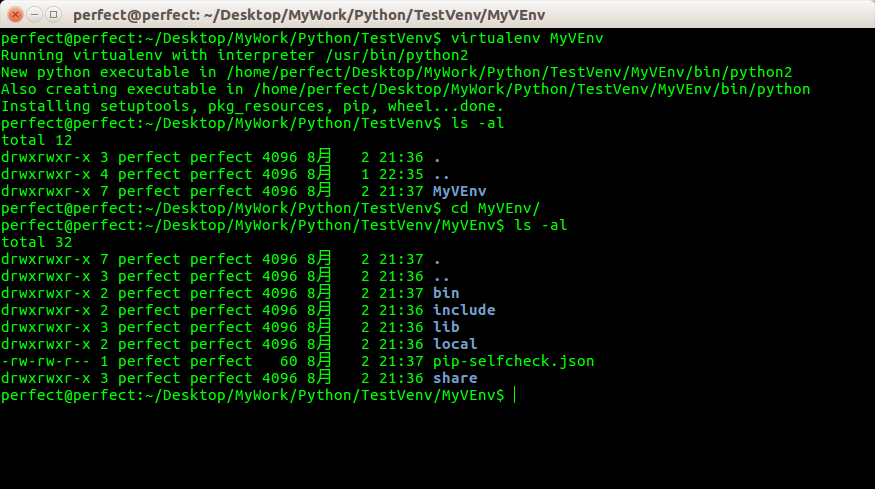 perfect@perfect: ~/Desktop/MyWork/Python/TestVenv/MyVEnv
perfect@perfect:~/Desktop/MyWork/Python/TestVenv$ virtualenv MyVEnv
Running virtualenv with interpreter /usr/bin/python2
New python executable in /home/perfect/Desktop/MyWork/Python/TestVenv/MyVEnv/bin/python2
Also creating executable in /home/perfect/Desktop/MyWork/Python/TestVenv/MyVEnv/bin/python
Installing setuptools, pkg_resources, pip, wheel...done.
perfect@perfect:~/Desktop/MyWork/Python/TestVenv$ ls -al
total 12
drwxrwxr-x 3 perfect perfect 4096 8月   2 21:36 .
drwxrwxr-x 4 perfect perfect 4096 8月   1 22:35 ..
drwxrwxr-x 7 perfect perfect 4096 8月   2 21:37 MyVEnv
perfect@perfect:~/Desktop/MyWork/Python/TestVenv$ cd MyVEnv/
perfect@perfect:~/Desktop/MyWork/Python/TestVenv/MyVEnv$ ls -al
total 32
drwxrwxr-x 7 perfect perfect 4096 8月   2 21:37 .
drwxrwxr-x 3 perfect perfect 4096 8月   2 21:36 ..
drwxrwxr-x 2 perfect perfect 4096 8月   2 21:37 bin
drwxrwxr-x 2 perfect perfect 4096 8月   2 21:36 include
drwxrwxr-x 3 perfect perfect 4096 8月   2 21:36 lib
drwxrwxr-x 2 perfect perfect 4096 8月   2 21:36 local
-rw-rw-r-- 1 perfect perfect   60 8月   2 21:37 pip-selfcheck.json
drwxrwxr-x 3 perfect perfect 4096 8月   2 21:36 share
perfect@perfect:~/Desktop/MyWork/Python/TestVenv/MyVEnv$